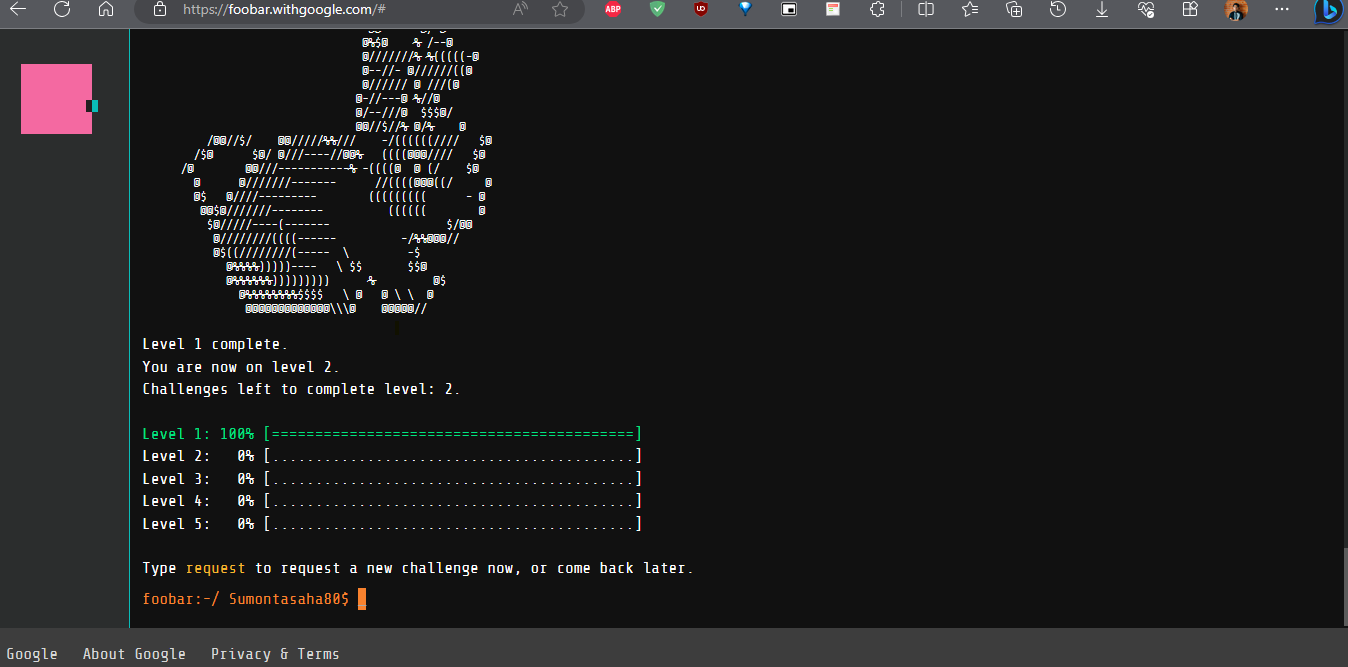 https://foobar.withgoogle.com/#
ABP
@%$@    % /--@
@///////% %(((((-@
@--//- @//////((@
@////// @ ///(@
@-//---@ %//@
@/--///@  $$$@/
@@//$//% @/%    @
/@@//$/    @@/////%%///    -/((((((////   $@
/$@      $@/ @///----//@@%   ((((@@@////   $@
/@        @@///-----------% -((((@  @ (/    $@
@      @///////-------      //((((@@@((/     @
@$   @////---------        (((((((((      - @
@@$@///////--------          ((((((        @
$@/////----(-------                  $/@@
@////////((((------          -/%%@@@//
@$((////////(-----  \         -$
@%%%%)))))----   \ $$       $$@
@%%%%%%)))))))))      %         @$
@%%%%%%%%$$$$   \ @   @ \ \  @
@@@@@@@@@@@@@\\\@    @@@@@//
Level 1 complete.
You are now on level 2.
Challenges left to complete level: 2.
Level 1: 100% [==========================================]
Level 2:   0% [..........................................]
Level 3:   0% [..........................................]
Level 4:   0% [..........................................]
Level 5:   0% [..........................................]
Type request to request a new challenge now, or come back later.
foobar:~/ Sumontasaha80$
Google   About Google   Privacy & Terms